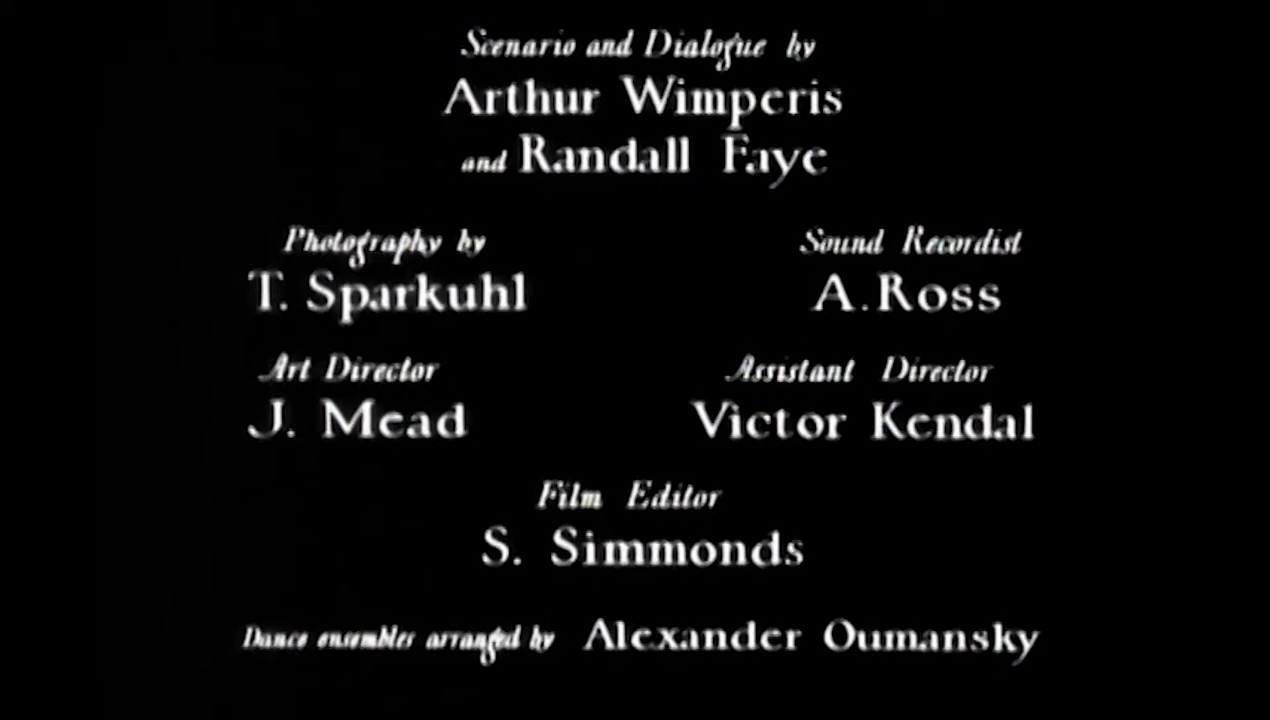 Scenario and Dialogue by
Arthur Wimperis
and Randall Faye
Photography by
T. Sparkuhl
Sound Recordist
A. Ross
Art Director
J. Mead
Assistant Director
Victor Kendal
Film Editor
S. Simmonds
Dance ensembles arranged by Alexander Oumansky